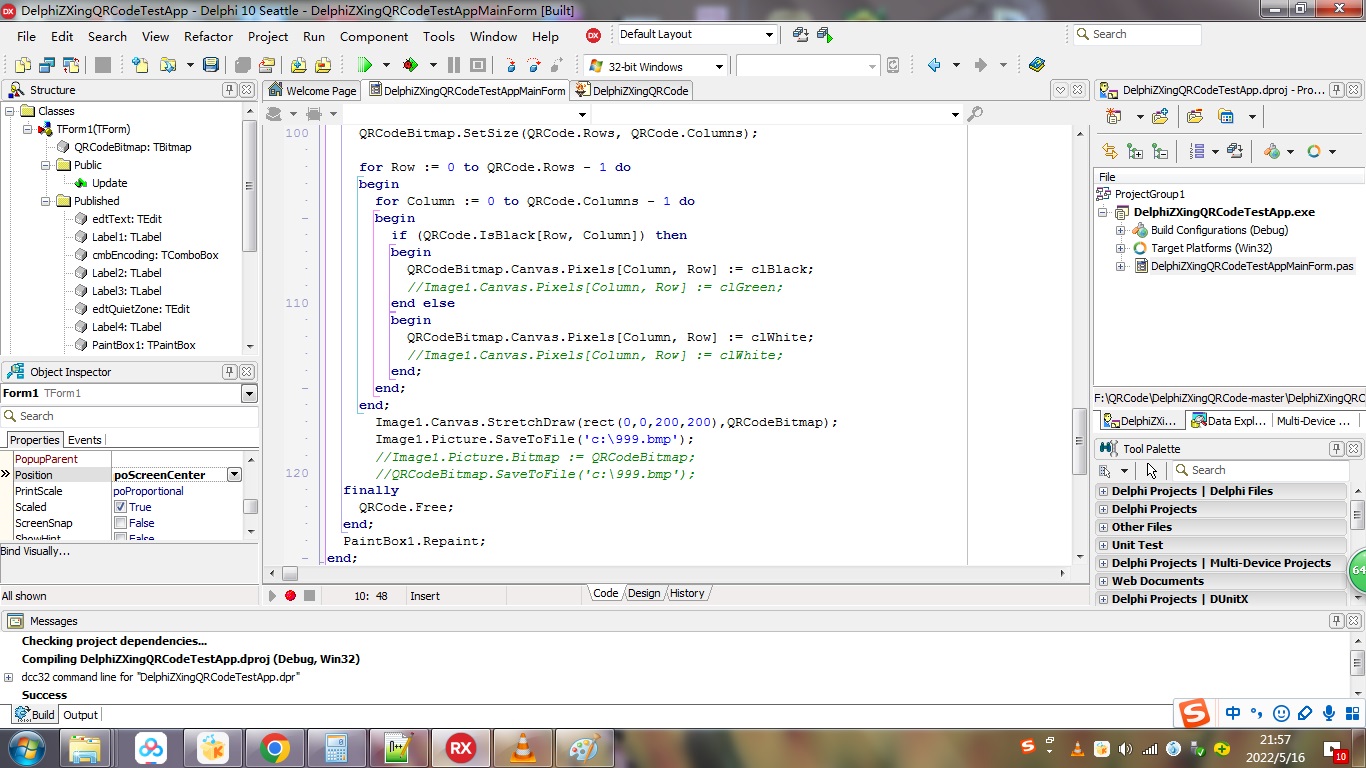 DelphiZXingQRCodeTestApp - Delphi 10 Seattle - DelphiZXingQRCodeTestAppMainForm [Built]
File Edit Search View Refactor Project Run Component Tools Window Help
Default Layout
Search
32-bit Windows
Structure
Classes
TForm1(TForm)
QRCodeBitmap: TBitmap
Public
Update
Published
edtText: TEdit
Label1: TLabel
cmbEncoding: TComboBox
Label2: TLabel
Label3: TLabel
edtQuietZone: TEdit
Label4: TLabel
PaintBox1: TPaintBox
Object Inspector
Form1 TForm1
Search
Properties Events
PopupParent
Position poScreenCenter
PrintScale poProportional
Scaled True
ScreenSnap False
ShowHint False
Bind Visually...
All shown
Welcome Page DelphiZXingQRCodeTestAppMainForm DelphiZXingQRCode
100 QRCodeBitmap.SetSize(QRCode.Rows, QRCode.Columns);
for Row := 0 to QRCode.Rows - 1 do
begin
for Column := 0 to QRCode.Columns - 1 do
begin
if (QRCode.IsBlack[Row, Column]) then
begin
QRCodeBitmap.Canvas.Pixels[Column, Row] := clBlack;
//Image1.Canvas.Pixels[Column, Row] := clGreen;
110 end else
begin
QRCodeBitmap.Canvas.Pixels[Column, Row] := clWhite;
//Image1.Canvas.Pixels[Column, Row] := clWhite;
end;
end;
end;
Image1.Canvas.StretchDraw(rect(0,0,200,200),QRCodeBitmap);
Image1.Picture.SaveToFile('c:\999.bmp');
//Image1.Picture.Bitmap := QRCodeBitmap;
120 //QRCodeBitmap.SaveToFile('c:\999.bmp');
finally
QRCode.Free;
end;
PaintBox1.Repaint;
end;
10: 48 Insert
Code Design History
DelphiZXingQRCodeTestApp.dproj - Pro...
File
ProjectGroup1
DelphiZXingQRCodeTestApp.exe
Build Configurations (Debug)
Target Platforms (Win32)
DelphiZXingQRCodeTestAppMainForm.pas
F:\QRCode\DelphiZXingQRCode-master\DelphiZXingQRC
DelphiZXi... Data Expl... Multi-Device ...
Tool Palette
Search
Delphi Projects | Delphi Files
Delphi Projects
Other Files
Unit Test
Delphi Projects | Multi-Device Projects
Web Documents
Delphi Projects | DUnitX
64
Messages
Checking project dependencies...
Compiling DelphiZXingQRCodeTestApp.dproj (Debug, Win32)
dcc32 command line for "DelphiZXingQRCodeTestApp.dpr"
Success
Build Output
中
21:57
2022/5/16
10